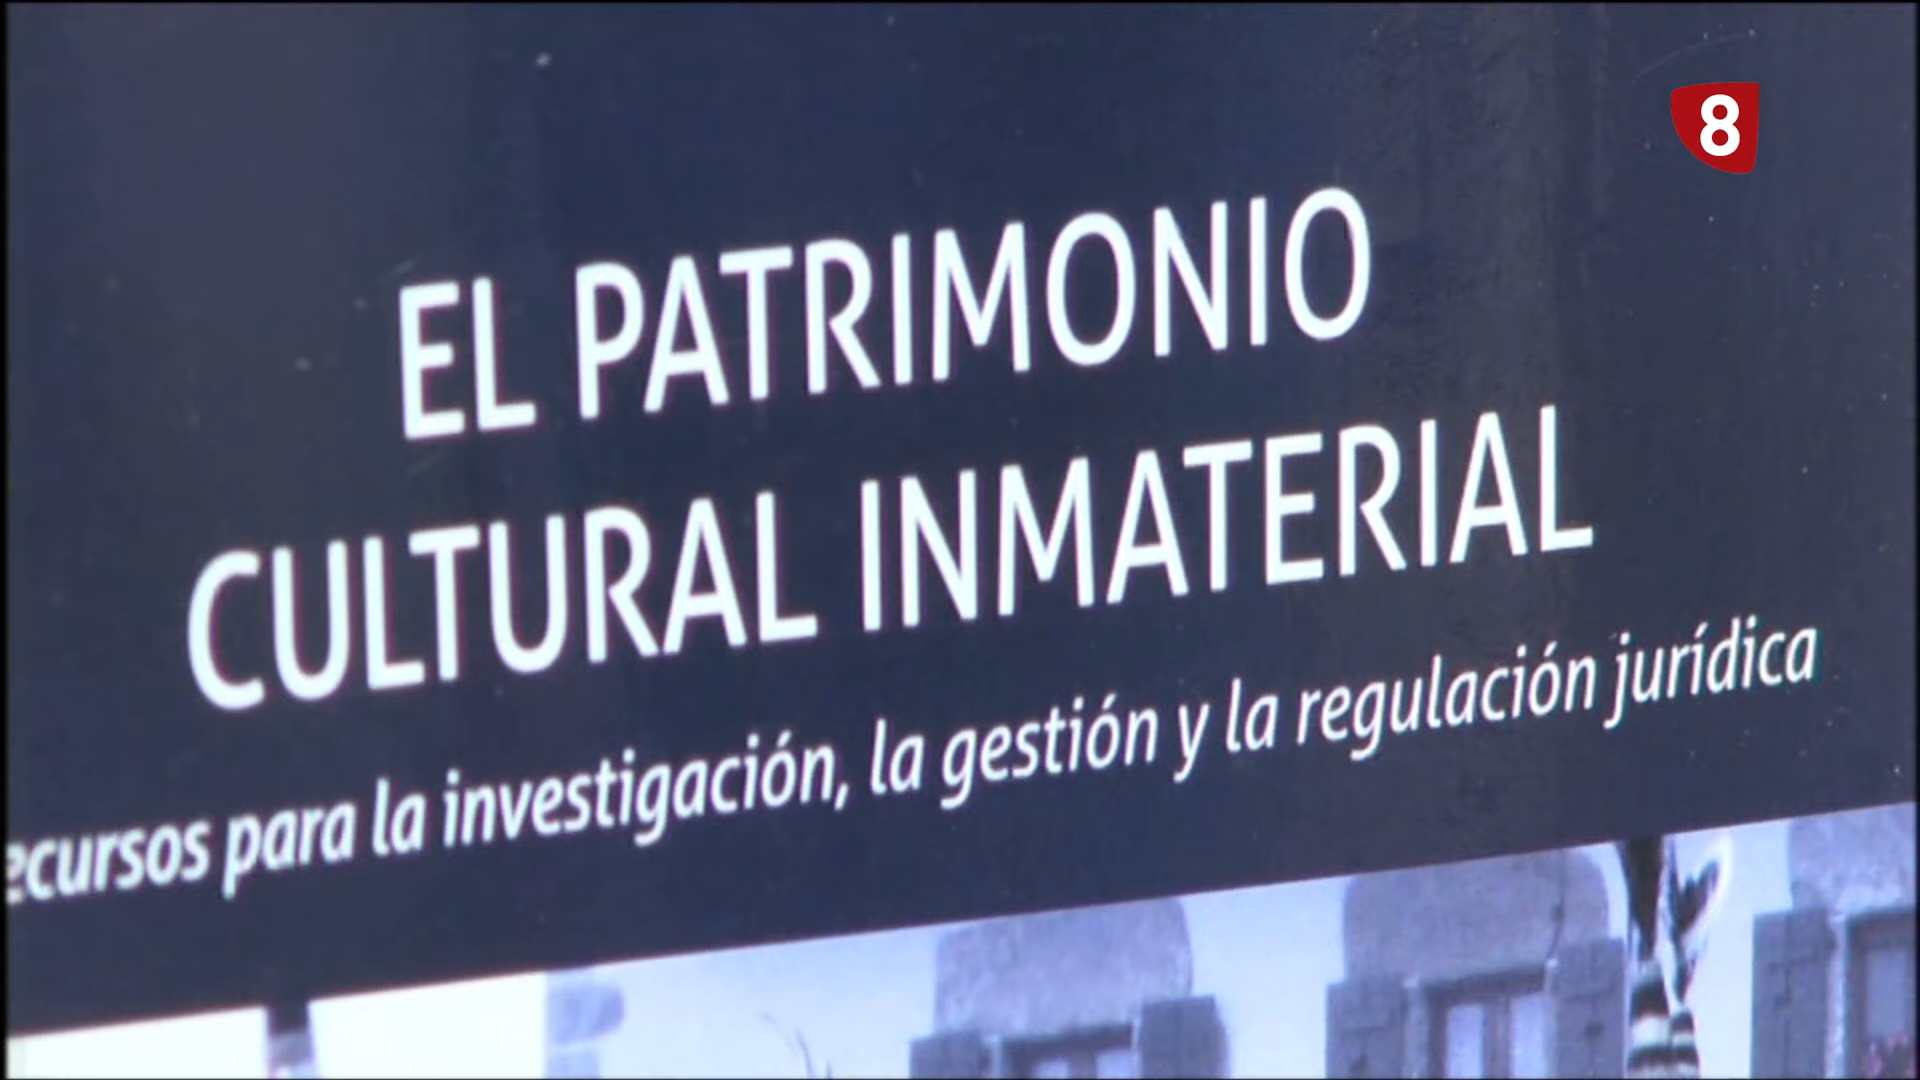 8
EL PATRIMONIO
CULTURAL INMATERIAL
ecursos para la investigación, la gestión y la regulación jurídica